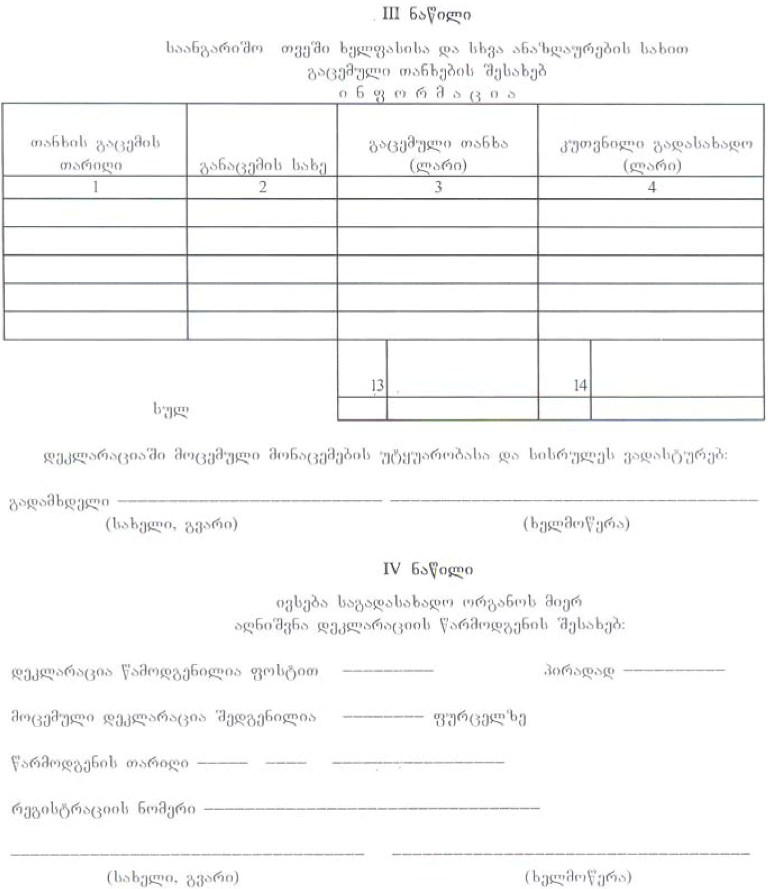 III ნაწილი
საანგარიშო თვეში ხელფასისა და სხვა ანაზღაურების სახით
გაცემული თანხების შესახებ
ი ნ ფ ო რ მ ა ც ი ა
თანხის გაცემის
თარიღი
განაცემის სახე
გაცემული თანხა
(ლარი)
კუთვნილი გადასახადო
(ლარი)
1 2 3 4
13 14
სულ
დეკლარაციაში მოცემული მონაცემების უტყუარობასა და სისრულეს ვადასტურებ:
გადამხდელი
(სახელი, გვარი) (ხელმოწერა)
IV ნაწილი
ივსება საგადასახადო ორგანოს მიერ
აღნიშვნა დეკლარაციის წარმოდგენის შესახებ:
დეკლარაცია წამოდგენილია ფოსტით პირადად
მოცემული დეკლარაცია შედგენილია ფურცელზე
წარმოდგენის თარიღი
რეგისტრაციის ნომერი
(სახელი, გვარი) (ხელმოწერა)